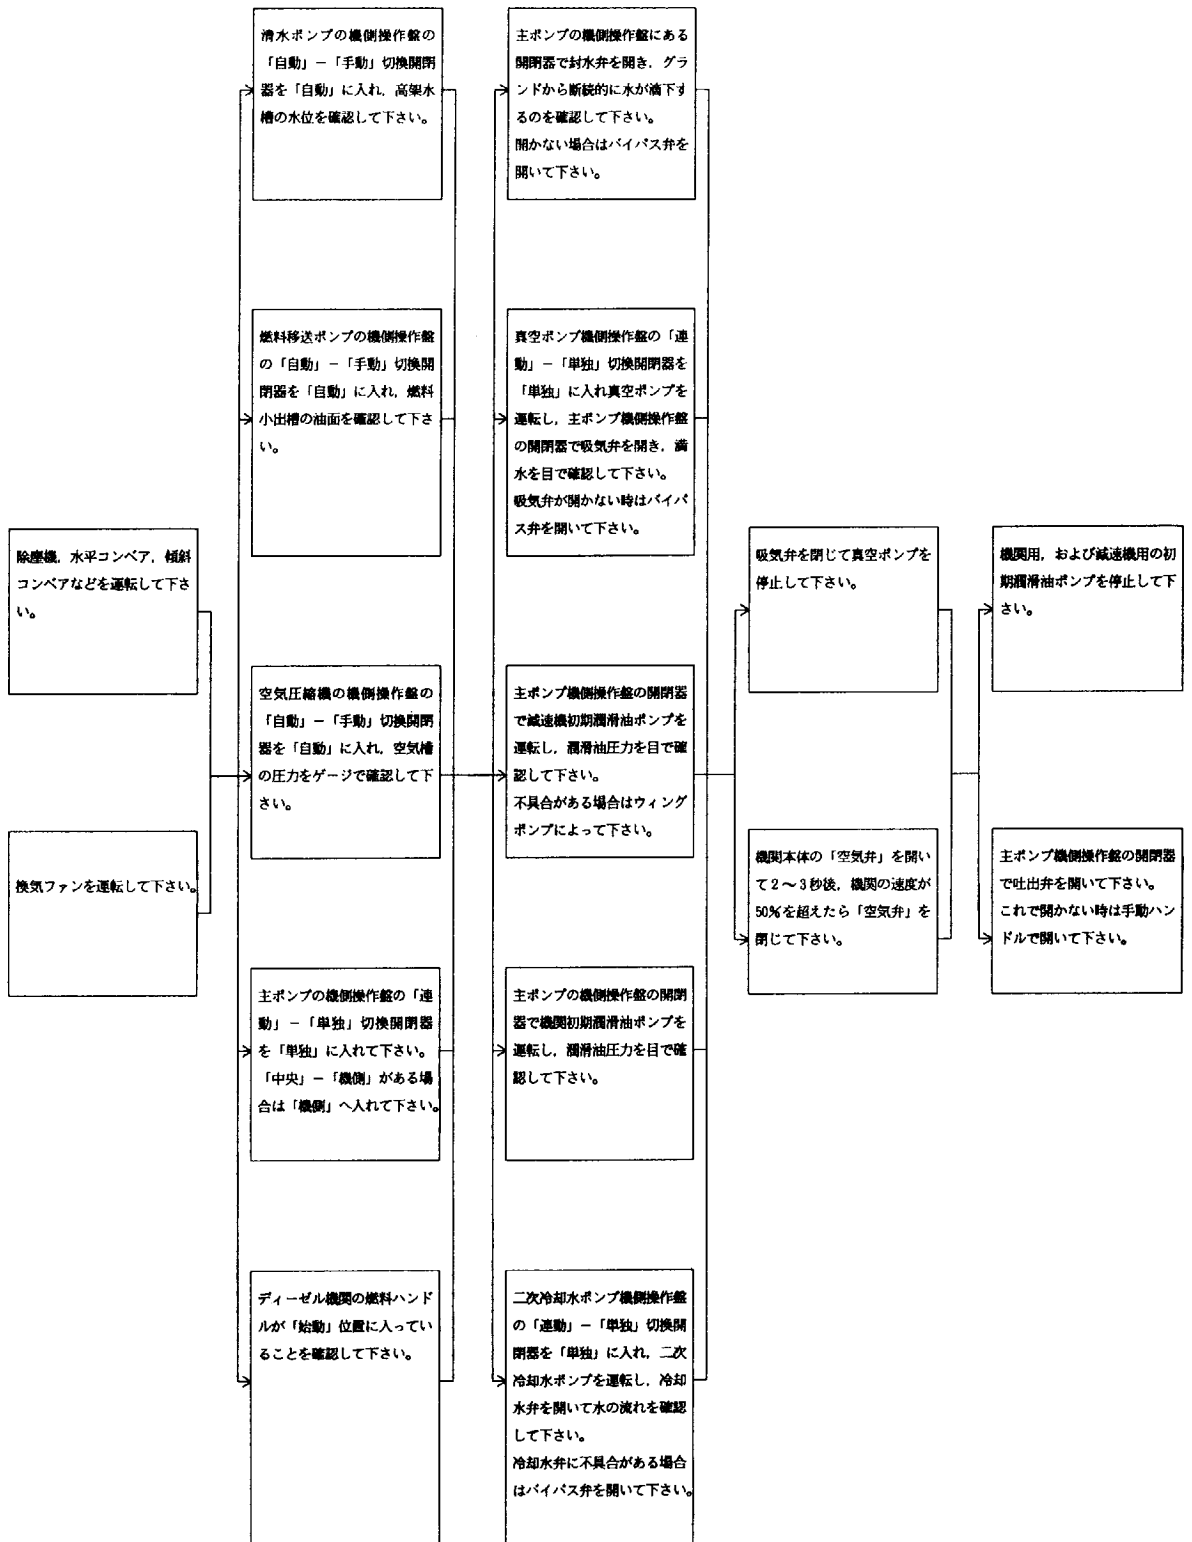 除塵機，水平コンベア，傾斜
コンベアなどを運転して下さ
い。
換気ファンを運転して下さい。
清水ポンプの機側操作盤の
「自動」－「手動」切換開閉
器を「自動」に入れ，高架水
槽の水位を確認して下さい。
燃料移送ポンプの機側操作盤
の「自動」－「手動」切換開
閉器を「自動」に入れ，燃料
小出槽の油面を確認して下さ
い。
空気圧縮機の機側操作盤の
「自動」－「手動」切換開閉
器を「自動」に入れ，空気槽
の圧力をゲージで確認して下
さい。
主ポンプの機側操作盤の「連
動」－「単独」切換開閉器
を「単独」に入れて下さい。
「中央」－「機側」がある場
合は「機側」へ入れて下さい。
ディーゼル機関の燃料ハンド
ルが「始動」位置に入ってい
ることを確認して下さい。
主ポンプの機側操作盤にある
開閉器で封水弁を開き，グラ
ンドから断続的に水が滴下す
るのを確認して下さい。
開かない場合はバイパス弁を
開いて下さい。
真空ポンプ機側操作盤の「連
動」－「単独」切換開閉器を
「単独」に入れ真空ポンプを
運転し，主ポンプ機側操作盤
の開閉器で吸気弁を開き，満
水を目で確認して下さい。
吸気弁が開かない時はバイパ
ス弁を開いて下さい。
主ポンプ機側操作盤の開閉器
で減速機初期潤滑油ポンプを
運転し，潤滑油圧力を目で確
認して下さい。
不具合がある場合はウィング
ポンプによって下さい。
主ポンプの機側操作盤の開閉
器で機関初期潤滑油ポンプを
運転し，潤滑油圧力を目で確
認して下さい。
二次冷却水ポンプ機側操作盤
の「連動」－「単独」切換開
閉器を「単独」に入れ，二次
冷却水ポンプを運転し，冷却
水弁を開いて水の流れを確認
して下さい。
冷却水弁に不具合がある場合
はバイパス弁を開いて下さい。
吸気弁を閉じて真空ポンプを
停止して下さい。
機関本体の「空気弁」を開い
て2～3秒後，機関の速度が
50%を超えたら「空気弁」を
閉じて下さい。
機関用，および減速機用の初
期潤滑油ポンプを停止して下
さい。
主ポンプ機側操作盤の開閉器
で吐出弁を開いて下さい。
これで開かない時は手動ハン
ドルで開いて下さい。